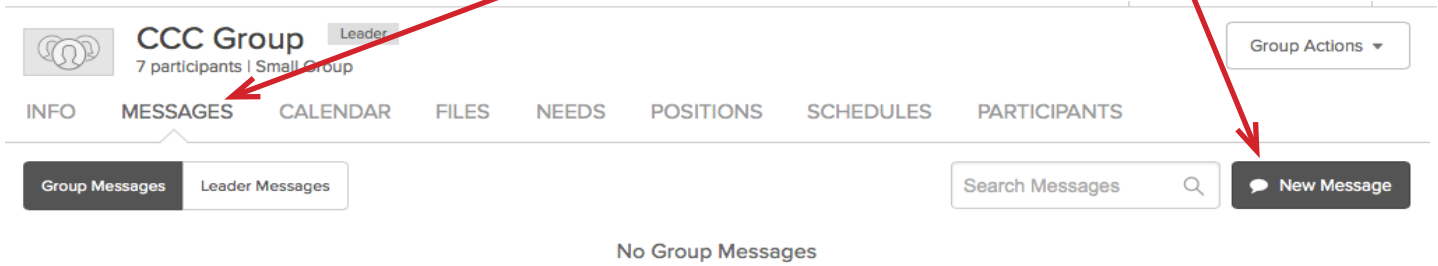 CCC Group Leader
7 participants | Small Group
Group Actions
INFO MESSAGES CALENDAR FILES NEEDS POSITIONS SCHEDULES PARTICIPANTS
Group Messages Leader Messages Search Messages New Message
No Group Messages